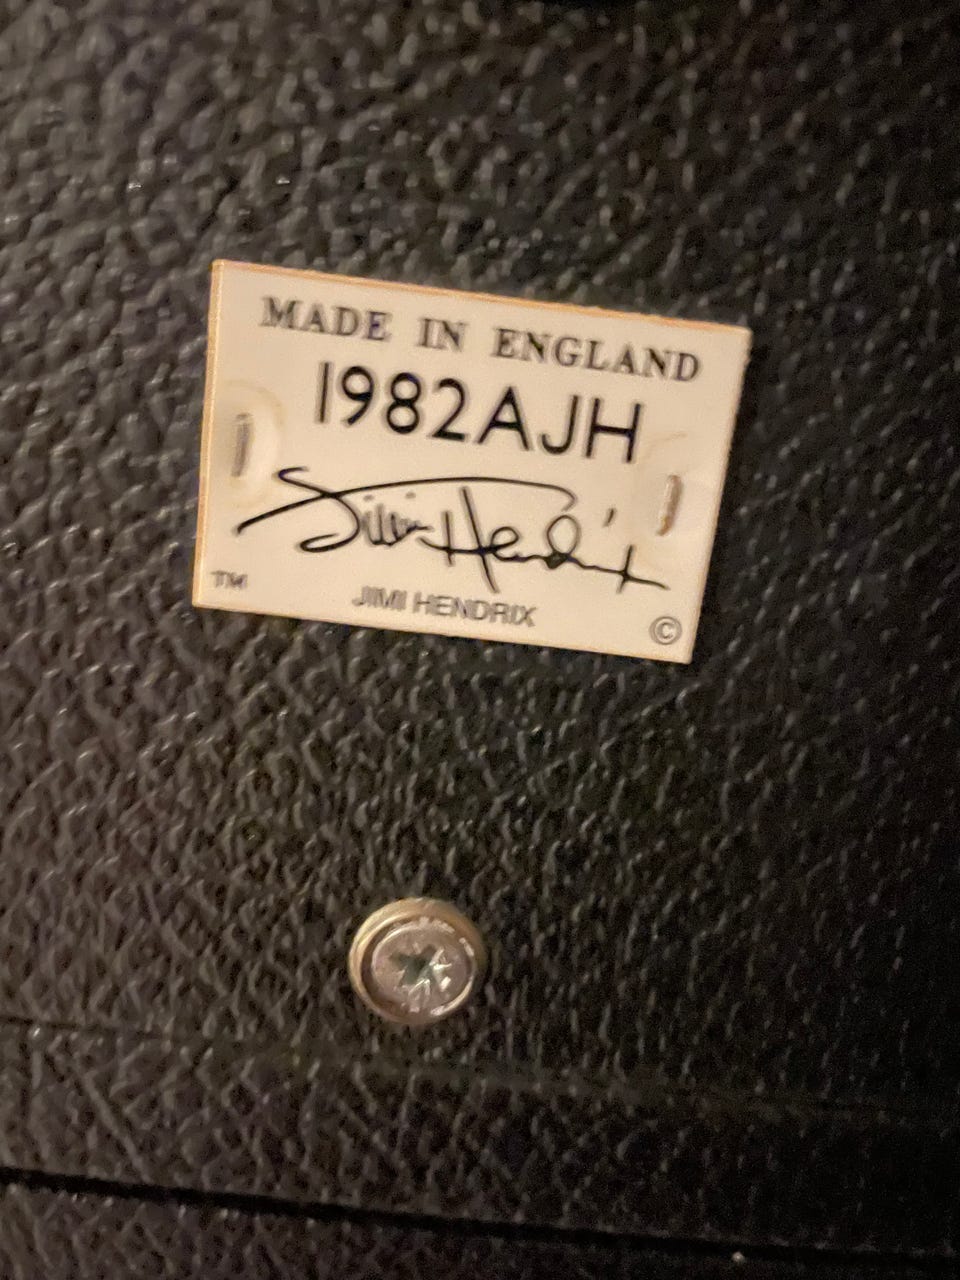 MADE IN ENGLAND
1982AJH
Jimi Hendrix
TM
JIMI HENDRIX
©